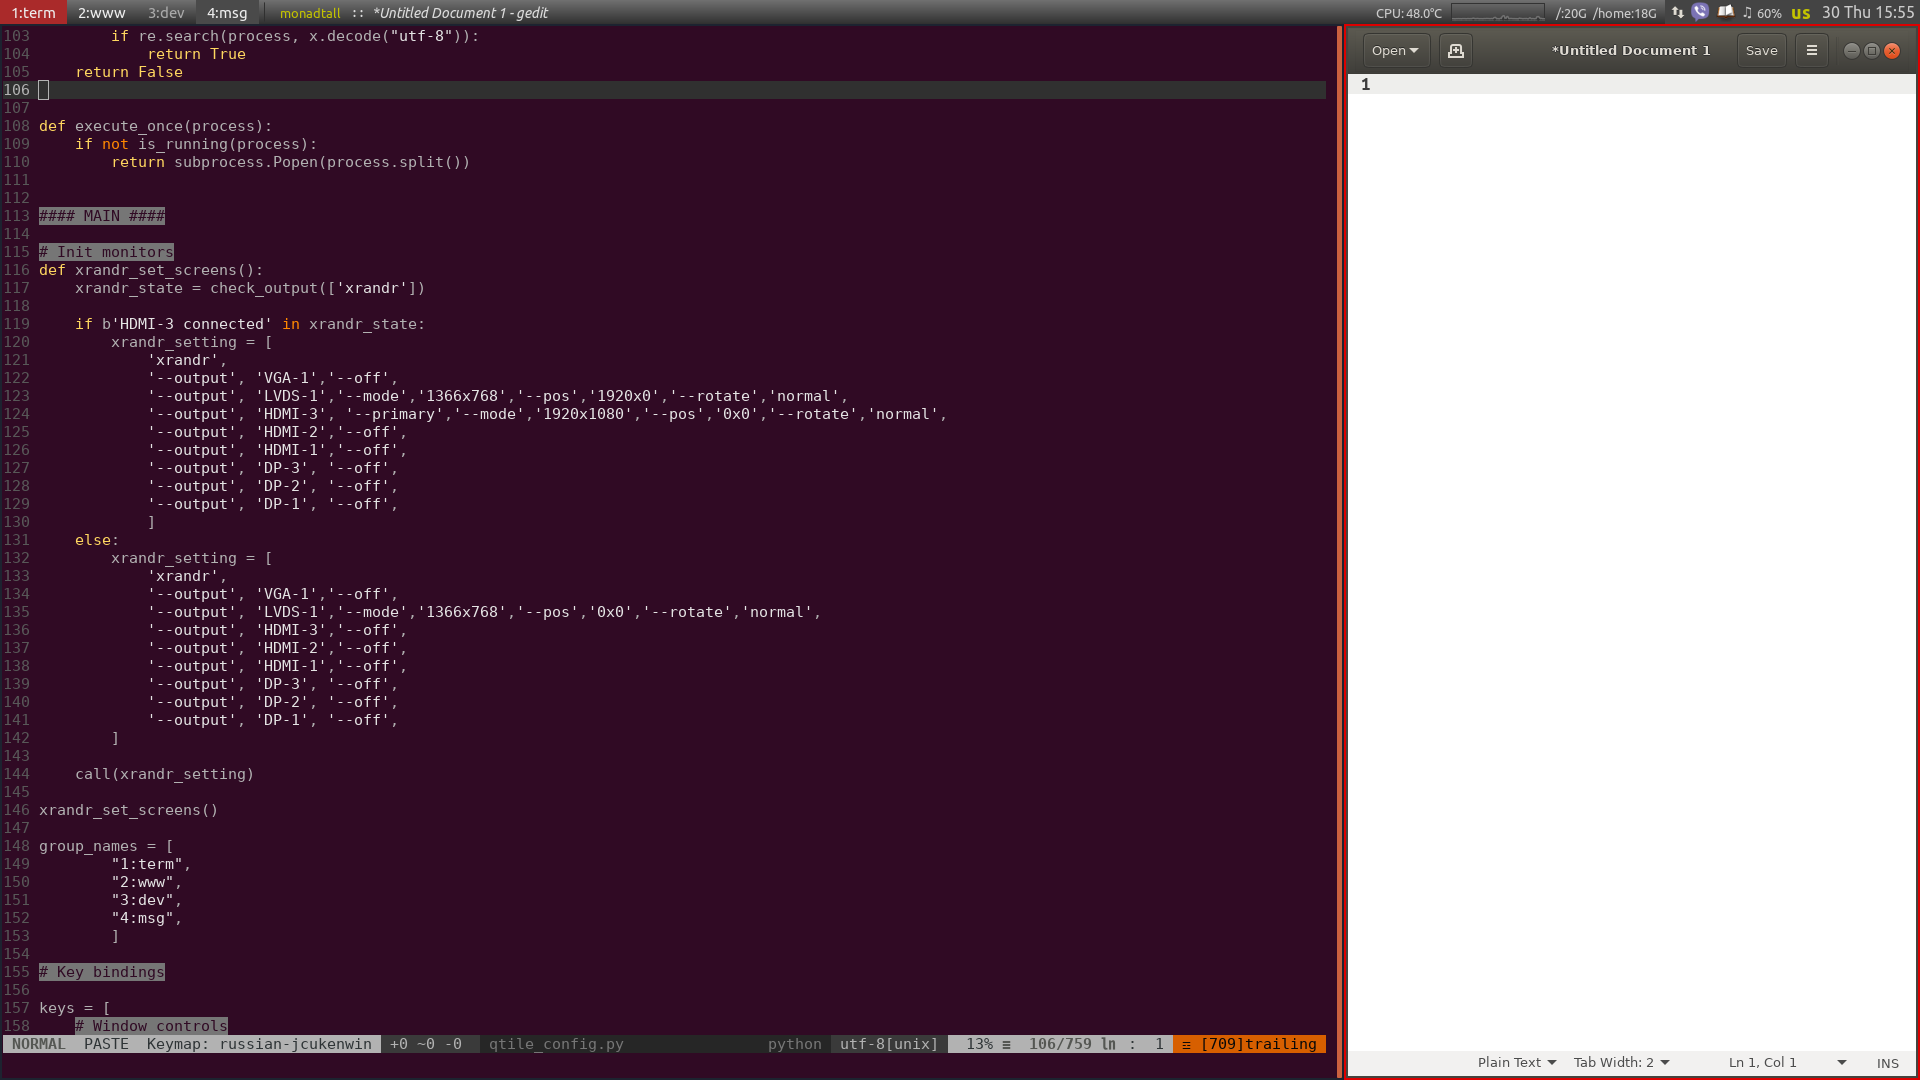 1:term 2:www 3:dev 4:msg monadtall :: *Untitled Document 1 - gedit CPU: 48.0°C /:20G /home:18G 60% us 30 Thu 15:55
103         if re.search(process, x.decode("utf-8")):
104             return True
105     return False
106
107
108 def execute_once(process):
109     if not is_running(process):
110         return subprocess.Popen(process.split())
111
112
113 #### MAIN ####
114
115 # Init monitors
116 def xrandr_set_screens():
117     xrandr_state = check_output(['xrandr'])
118
119     if b'HDMI-3 connected' in xrandr_state:
120         xrandr_setting = [
121             'xrandr',
122             '--output', 'VGA-1','--off',
123             '--output', 'LVDS-1','--mode','1366x768','--pos','1920x0','--rotate','normal',
124             '--output', 'HDMI-3', '--primary','--mode','1920x1080','--pos','0x0','--rotate','normal',
125             '--output', 'HDMI-2','--off',
126             '--output', 'HDMI-1','--off',
127             '--output', 'DP-3', '--off',
128             '--output', 'DP-2', '--off',
129             '--output', 'DP-1', '--off',
130             ]
131     else:
132         xrandr_setting = [
133             'xrandr',
134             '--output', 'VGA-1','--off',
135             '--output', 'LVDS-1','--mode','1366x768','--pos','0x0','--rotate','normal',
136             '--output', 'HDMI-3','--off',
137             '--output', 'HDMI-2','--off',
138             '--output', 'HDMI-1','--off',
139             '--output', 'DP-3', '--off',
140             '--output', 'DP-2', '--off',
141             '--output', 'DP-1', '--off',
142         ]
143
144     call(xrandr_setting)
145
146 xrandr_set_screens()
147
148 group_names = [
149         "1:term",
150         "2:www",
151         "3:dev",
152         "4:msg",
153         ]
154
155 # Key bindings
156
157 keys = [
158     # Window controls
NORMAL PASTE Keymap: russian-jcukenwin +0 ~0 -0 qtile_config.py python utf-8[unix] 13% ≡ 106/759 ln : 1 ≡ [709]trailing
Open *Untitled Document 1 Save
1
Plain Text Tab Width: 2 Ln 1, Col 1 INS